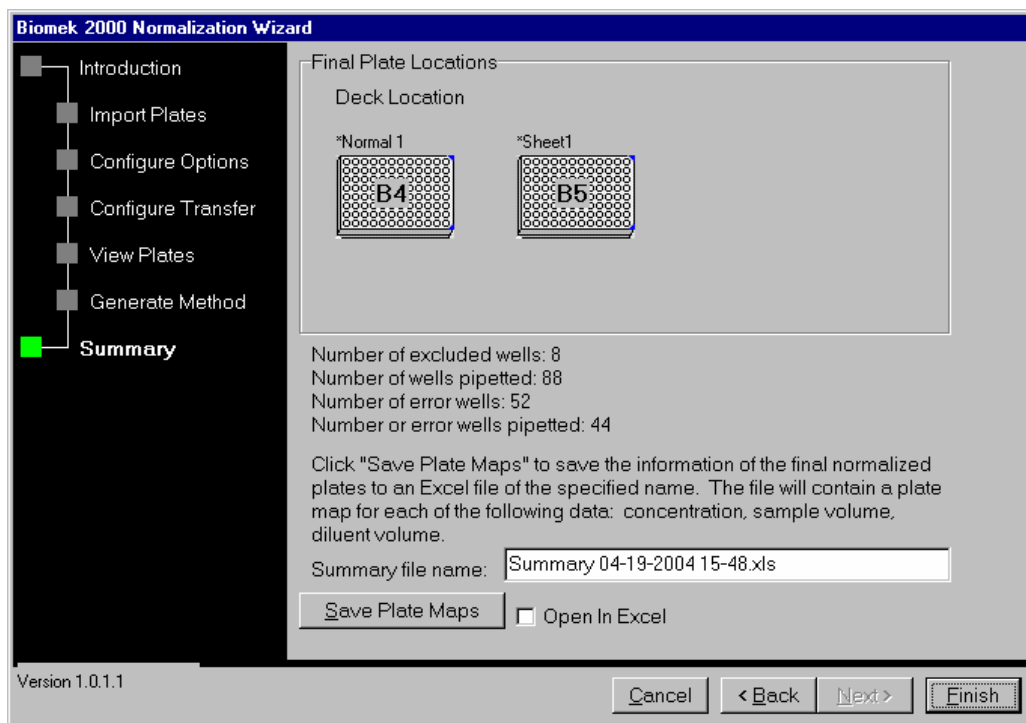 Biomek 2000 Normalization Wizard
Introduction
Import Plates
Configure Options
Configure Transfer
View Plates
Generate Method
Summary
Final Plate Locations
Deck Location
*Normal 1
*Sheet1
B4
B5
Number of excluded wells: 8
Number of wells pipetted: 88
Number of error wells: 52
Number or error wells pipetted: 44
Click "Save Plate Maps" to save the information of the final normalized
plates to an Excel file of the specified name.  The file will contain a plate
map for each of the following data:  concentration, sample volume,
diluent volume.
Summary file name: Summary 04-19-2004 15-48.xls
Save Plate Maps
Open In Excel
Version 1.0.1.1
Cancel
< Back
Next >
Finish